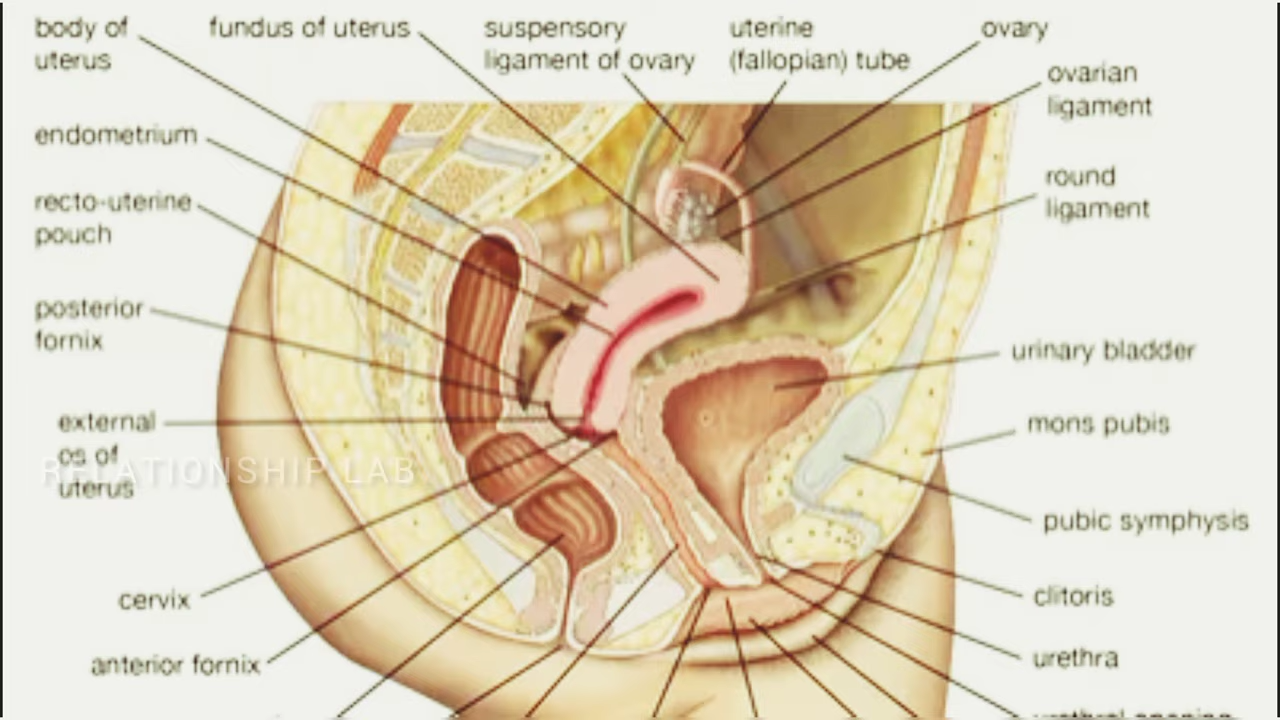 body of
uterus
fundus of uterus
suspensory
ligament of ovary
uterine
(fallopian) tube
ovary
ovarian
ligament
endometrium
recto-uterine
pouch
round
ligament
posterior
fornix
urinary bladder
external
os of
uterus
mons pubis
RELATIONSHIP LAB
pubic symphysis
cervix
clitoris
anterior fornix
urethra